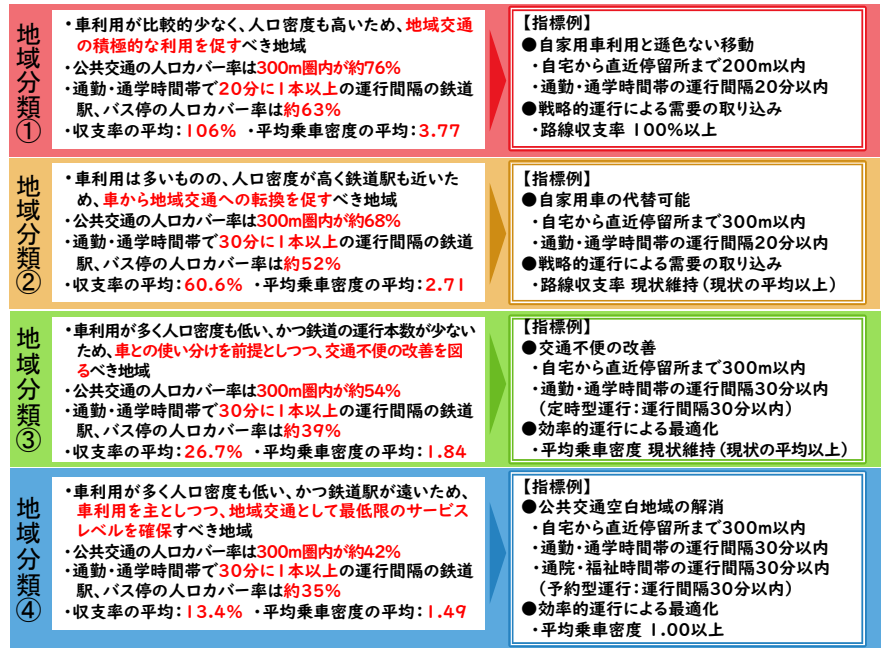 地域分類①
・車利用が比較的少なく、人口密度も高いため、地域交通
の積極的な利用を促すべき地域
・公共交通の人口カバー率は300m圏内が約76%
・通勤・通学時間帯で20分に1本以上の運行間隔の鉄道
駅、バス停の人口カバー率は約63%
・収支率の平均:106% ・平均乗車密度の平均:3.77
【指標例】
●自家用車利用と遜色ない移動
・自宅から直近停留所まで200m以内
・通勤・通学時間帯の運行間隔20分以内
●戦略的運行による需要の取り込み
・路線収支率 100%以上
地域分類②
・車利用は多いものの、人口密度が高く鉄道駅も近いた
め、車から地域交通への転換を促すべき地域
・公共交通の人口カバー率は300m圏内が約68%
・通勤・通学時間帯で30分に1本以上の運行間隔の鉄道
駅、バス停の人口カバー率は約52%
・収支率の平均:60.6% ・平均乗車密度の平均:2.71
【指標例】
●自家用車の代替可能
・自宅から直近停留所まで300m以内
・通勤・通学時間帯の運行間隔20分以内
●戦略的運行による需要の取り込み
・路線収支率 現状維持(現状の平均以上)
地域分類③
・車利用が多く人口密度も低い、かつ鉄道の運行本数が少ない
ため、車との使い分けを前提としつつ、交通不便の改善を図
るべき地域
・公共交通の人口カバー率は300m圏内が約54%
・通勤・通学時間帯で30分に1本以上の運行間隔の鉄道
駅、バス停の人口カバー率は約39%
・収支率の平均:26.7% ・平均乗車密度の平均:1.84
【指標例】
●交通不便の改善
・自宅から直近停留所まで300m以内
・通勤・通学時間帯の運行間隔30分以内
(定時型運行:運行間隔30分以内)
●効率的運行による最適化
・平均乗車密度 現状維持(現状の平均以上)
地域分類④
・車利用が多く人口密度も低い、かつ鉄道駅が遠いため、
車利用を主としつつ、地域交通として最低限のサービス
レベルを確保すべき地域
・公共交通の人口カバー率は300m圏内が約42%
・通勤・通学時間帯で30分に1本以上の運行間隔の鉄道
駅、バス停の人口カバー率は約35%
・収支率の平均:13.4% ・平均乗車密度の平均:1.49
【指標例】
●公共交通空白地域の解消
・自宅から直近停留所まで300m以内
・通勤・通学時間帯の運行間隔30分以内
・通院・福祉時間帯の運行間隔30分以内
(予約型運行:運行間隔30分以内)
●効率的運行による最適化
・平均乗車密度 1.00以上